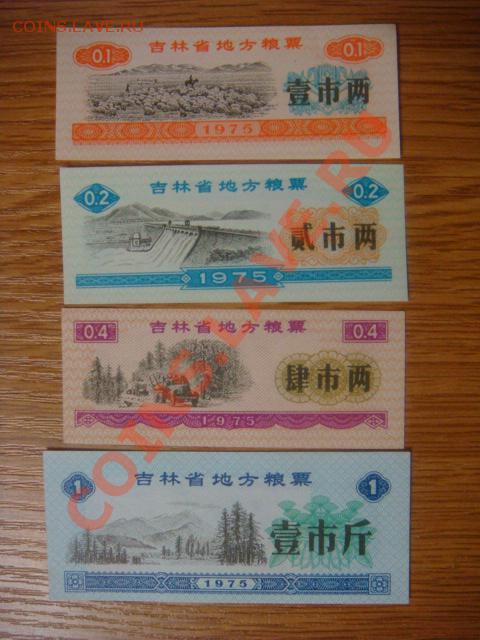 COINS.LAVE.RU
吉林省地方粮票
0.1 0.1
壹市两
1975
吉林省地方粮票
0.2 0.2
贰市两
1975
吉林省地方粮票
0.4 0.4
肆市两
1975
吉林省地方粮票
1 1
壹市斤
1975
COINS.LAVE.RU